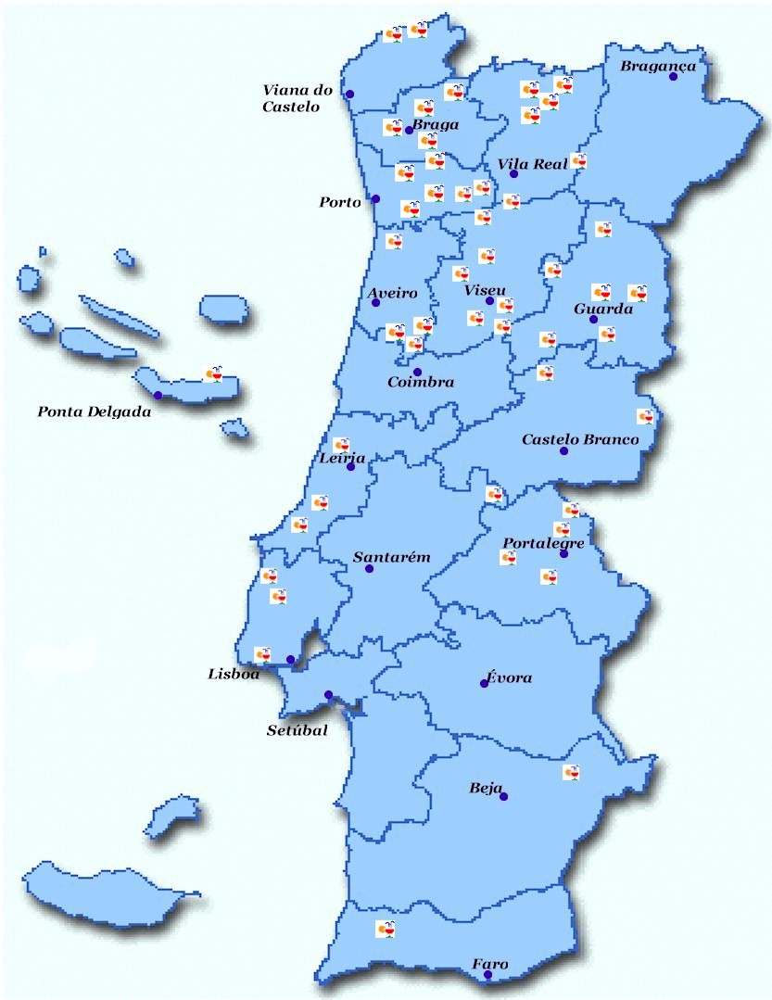 Bragança
Viana do
Castelo
Braga
Vila Real
Porto
Aveiro
Viseu
Guarda
Coimbra
Ponta Delgada
Castelo Branco
Leiria
Portalegre
Santarém
Lisboa
Évora
Setúbal
Beja
Faro